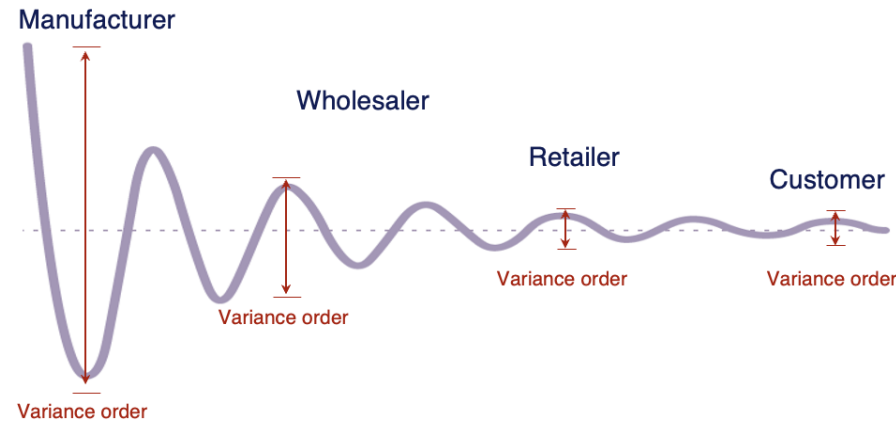 Manufacturer
Wholesaler
Retailer
Customer
Variance order
Variance order
Variance order
Variance order